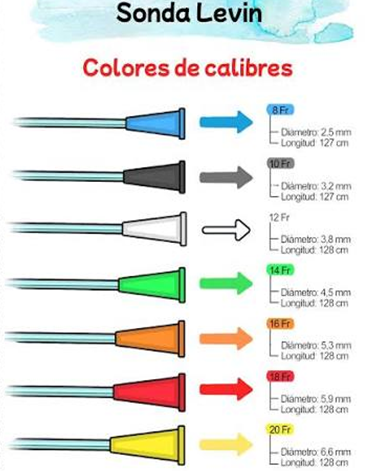 Sonda Levin
Colores de calibres
8 Fr
Diámetro: 2,5 mm
Longitud: 127 cm
10 Fr
Diámetro: 3,2 mm
Longitud: 127 cm
12 Fr
Diámetro: 3,8 mm
Longitud: 128 cm
14 Fr
Diámetro: 4,5 mm
Longitud: 128 cm
16 Fr
Diámetro: 5,3 mm
Longitud: 128 cm
18 Fr
Diámetro: 5,9 mm
Longitud: 128 cm
20 Fr
Diámetro: 6,6 mm
Longitud: 128 cm